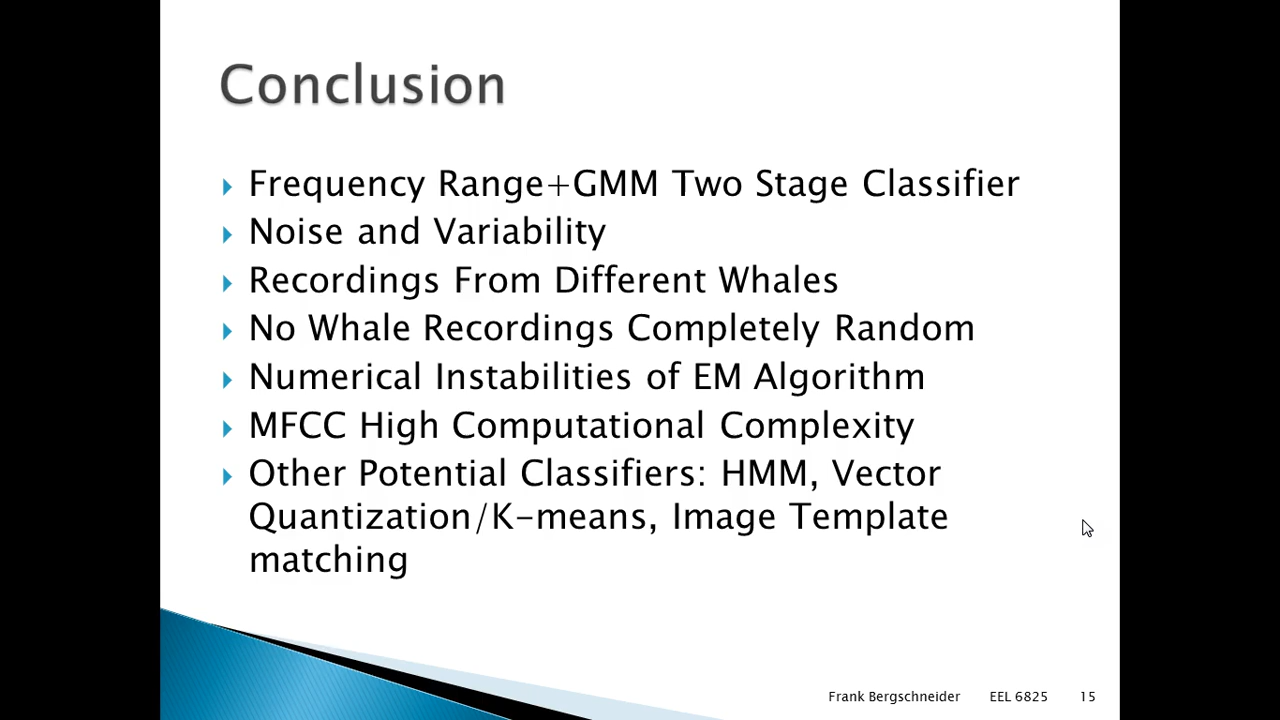 Conclusion
Frequency Range+GMM Two Stage Classifier
Noise and Variability
Recordings From Different Whales
No Whale Recordings Completely Random
Numerical Instabilities of EM Algorithm
MFCC High Computational Complexity
Other Potential Classifiers: HMM, Vector
Quantization/K-means, Image Template
matching
Frank Bergschneider EEL 6825 15